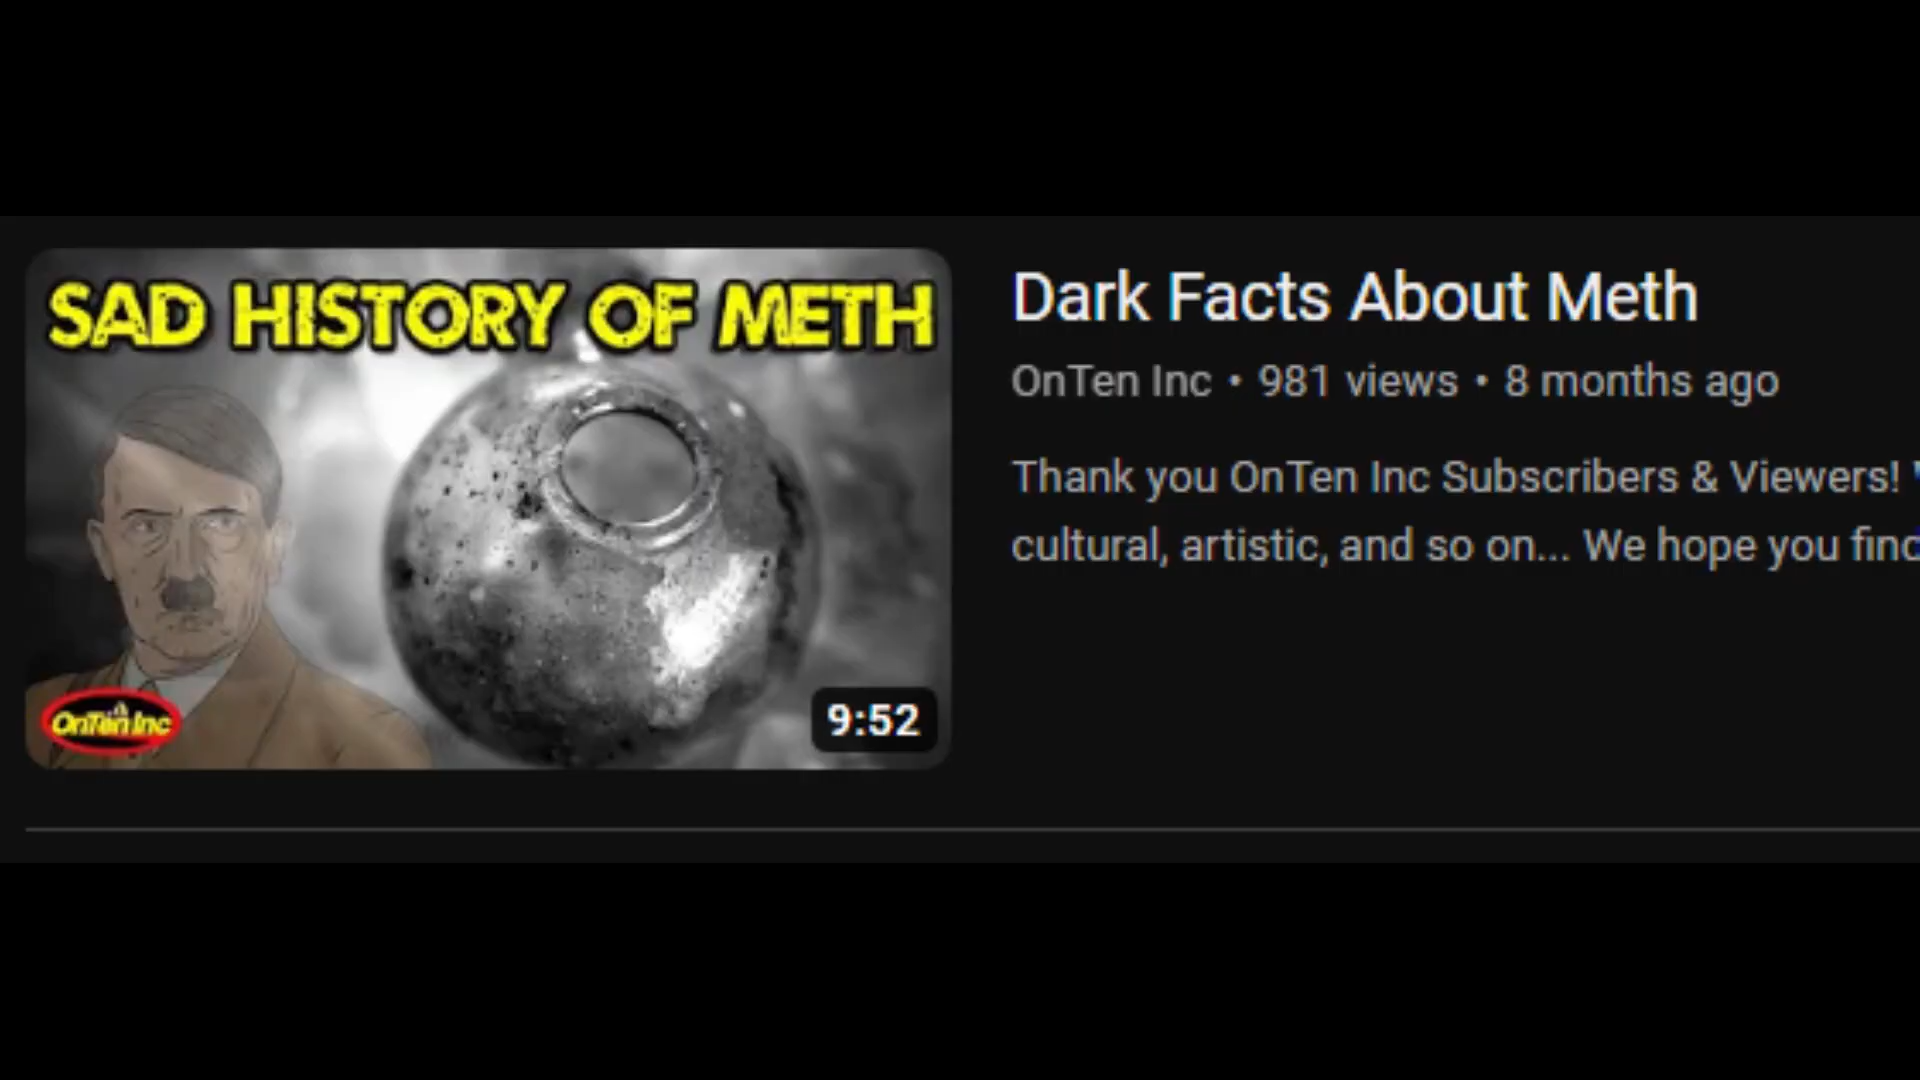 SAD HISTORY OF METH
OnTen Inc
9:52
Dark Facts About Meth
OnTen Inc • 981 views • 8 months ago
Thank you OnTen Inc Subscribers & Viewers!
cultural, artistic, and so on... We hope you find